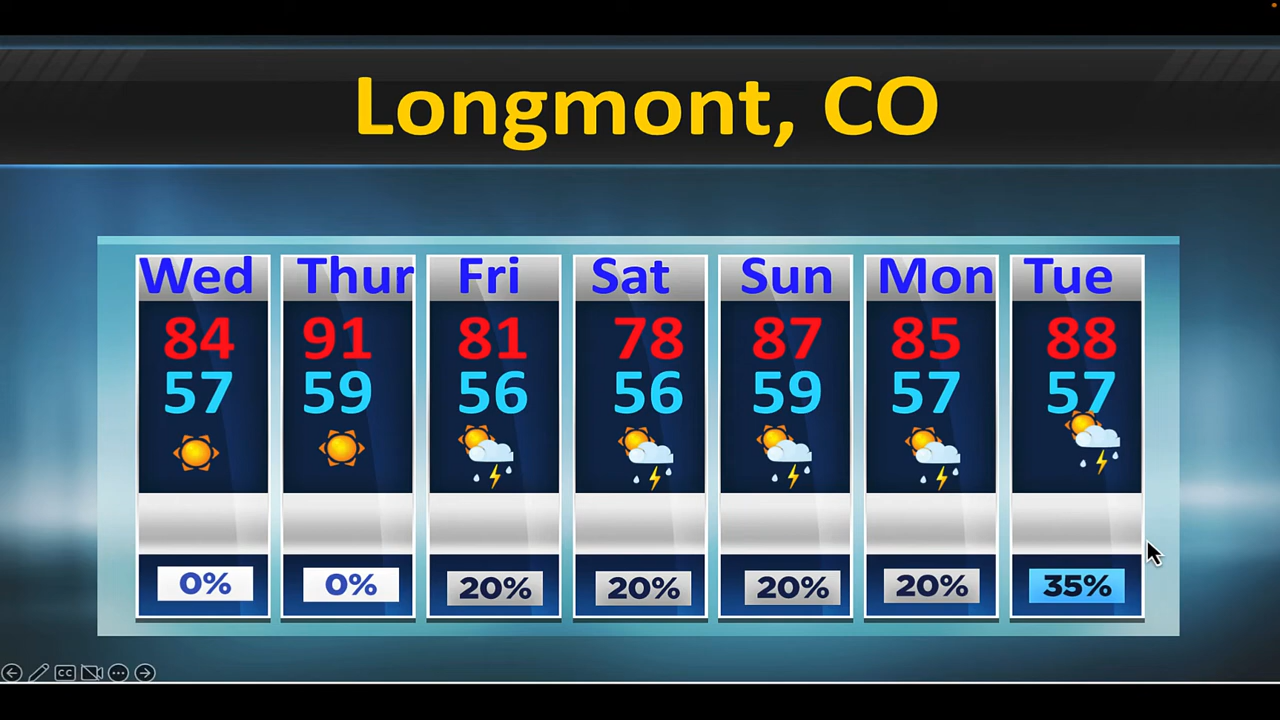 Longmont, CO
Wed Thur Fri Sat Sun Mon Tue
84 91 81 78 87 85 88
57 59 56 56 59 57 57
0% 0% 20% 20% 20% 20% 35%
CC